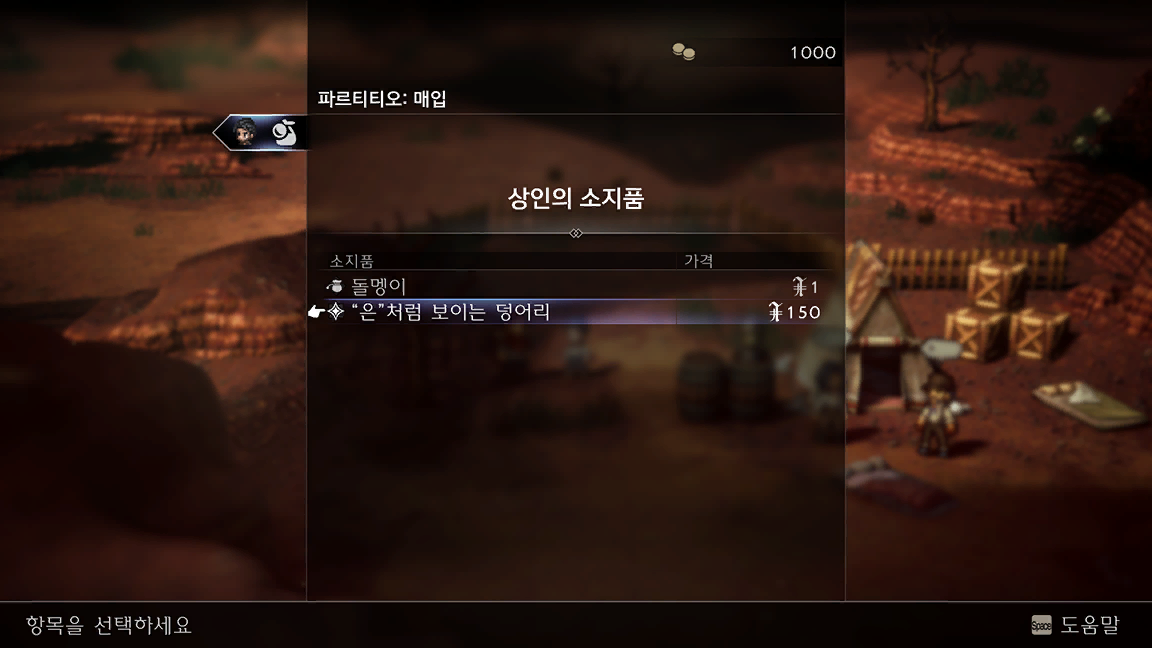 1000
파르티티오: 매입
상인의 소지품
소지품 가격
돌멩이 1
“은”처럼 보이는 덩어리 150
항목을 선택하세요
Space 도움말